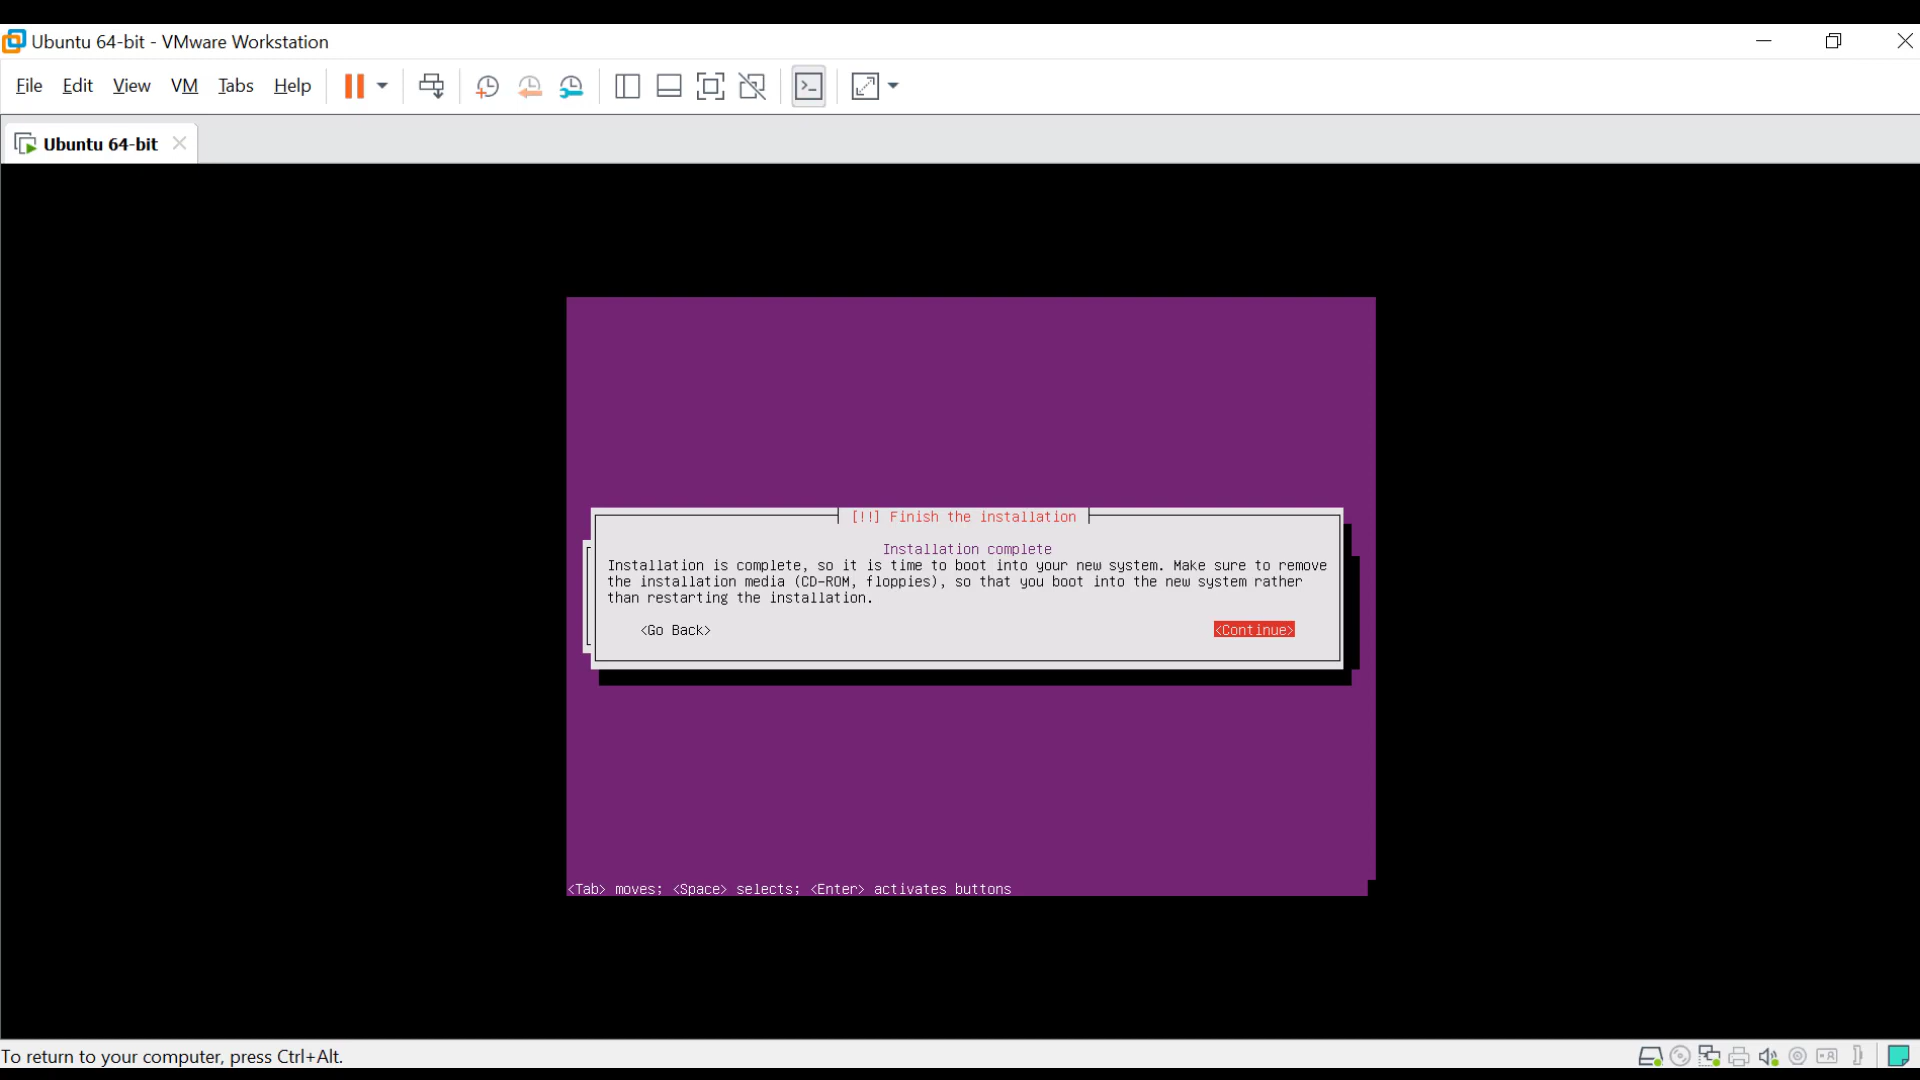 Ubuntu 64-bit - VMware Workstation
File Edit View VM Tabs Help
Ubuntu 64-bit
[!!] Finish the installation
Installation complete
Installation is complete, so it is time to boot into your new system. Make sure to remove
the installation media (CD-ROM, floppies), so that you boot into the new system rather
than restarting the installation.
<Go Back> <Continue>
<Tab> moves; <Space> selects; <Enter> activates buttons
To return to your computer, press Ctrl+Alt.